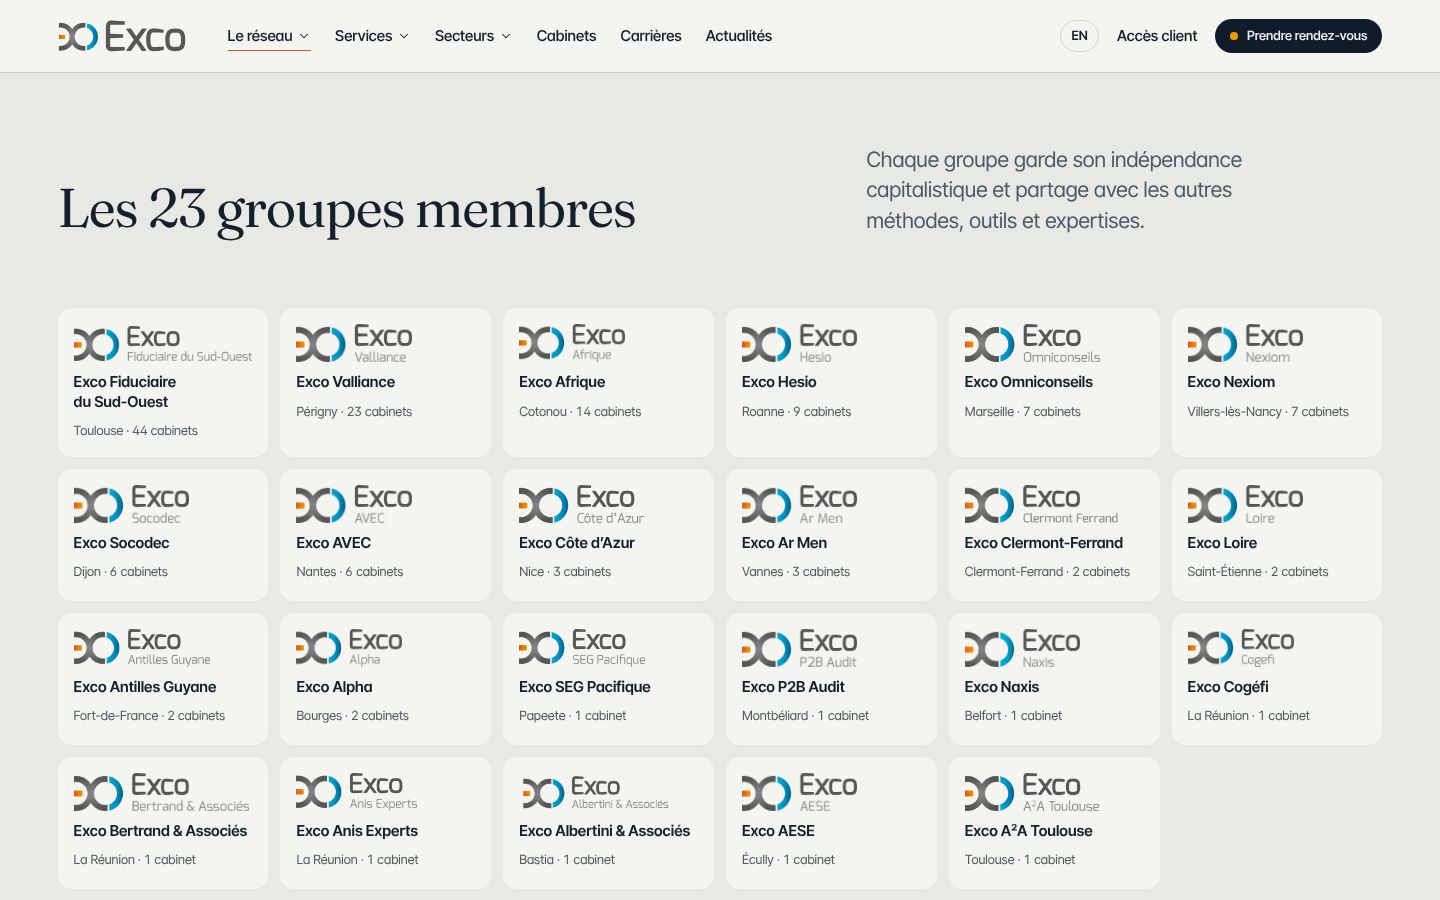 Exco
Le réseau
Services
Secteurs
Cabinets
Carrières
Actualités
EN
Accès client
Prendre rendez-vous
Les 23 groupes membres
Chaque groupe garde son indépendance
capitalistique et partage avec les autres
méthodes, outils et expertises.
Exco
Fiduciaire du Sud-Ouest
Exco Fiduciaire
du Sud-Ouest
Toulouse · 44 cabinets
Exco
Valliance
Exco Valliance
Périgny · 23 cabinets
Exco
Afrique
Exco Afrique
Cotonou · 14 cabinets
Exco
Hesio
Exco Hesio
Roanne · 9 cabinets
Exco
Omniconseils
Exco Omniconseils
Marseille · 7 cabinets
Exco
Nexiom
Exco Nexiom
Villers-lès-Nancy · 7 cabinets
Exco
Socodec
Exco Socodec
Dijon · 6 cabinets
Exco
AVEC
Exco AVEC
Nantes · 6 cabinets
Exco
Côte d'Azur
Exco Côte d’Azur
Nice · 3 cabinets
Exco
Ar Men
Exco Ar Men
Vannes · 3 cabinets
Exco
Clermont Ferrand
Exco Clermont-Ferrand
Clermont-Ferrand · 2 cabinets
Exco
Loire
Exco Loire
Saint-Étienne · 2 cabinets
Exco
Antilles Guyane
Exco Antilles Guyane
Fort-de-France · 2 cabinets
Exco
Alpha
Exco Alpha
Bourges · 2 cabinets
Exco
SEG Pacifique
Exco SEG Pacifique
Papeete · 1 cabinet
Exco
P2B Audit
Exco P2B Audit
Montbéliard · 1 cabinet
Exco
Naxis
Exco Naxis
Belfort · 1 cabinet
Exco
Cogefi
Exco Cogéfi
La Réunion · 1 cabinet
Exco
Bertrand & Associés
Exco Bertrand & Associés
La Réunion · 1 cabinet
Exco
Anis Experts
Exco Anis Experts
La Réunion · 1 cabinet
Exco
Albertini & Associés
Exco Albertini & Associés
Bastia · 1 cabinet
Exco
AESE
Exco AESE
Écully · 1 cabinet
Exco
A²A Toulouse
Exco A²A Toulouse
Toulouse · 1 cabinet